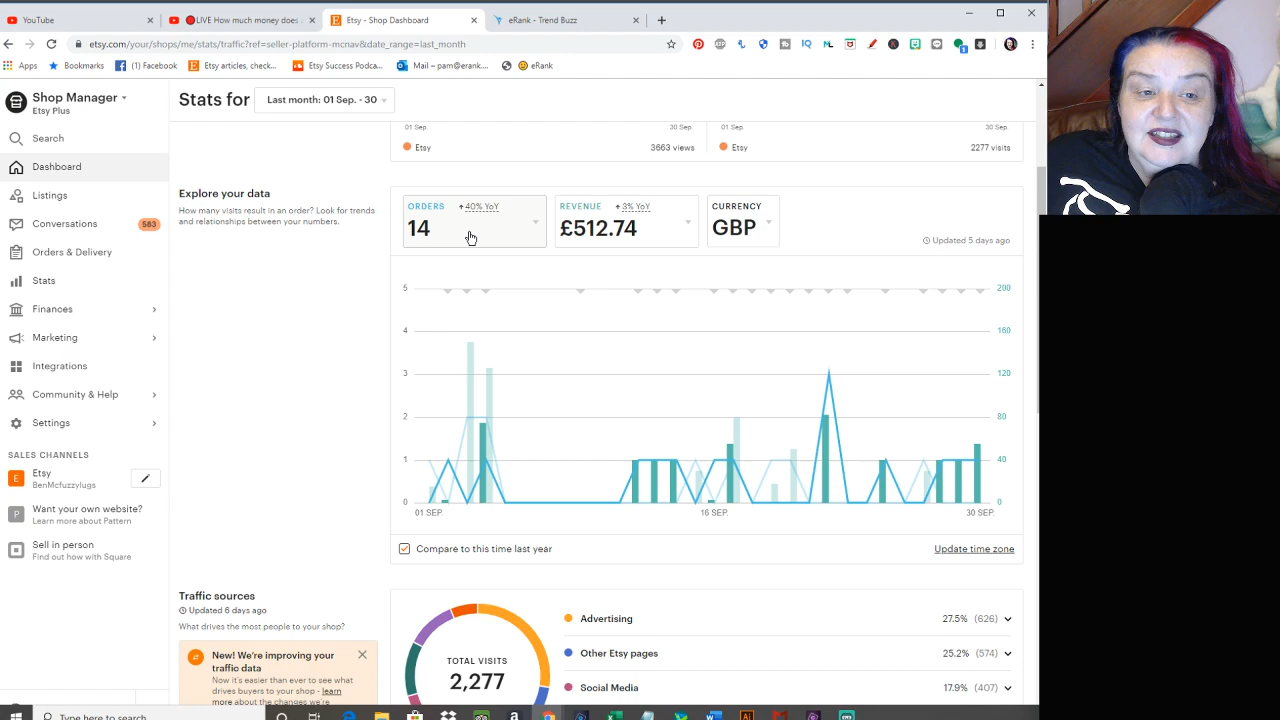 YouTube
LIVE How much money does
Etsy - Shop Dashboard
eRank - Trend Buzz
etsy.com/your/shops/me/stats/traffic?ref=seller-platform-mcnav&date_range=last_month
Apps
Bookmarks
(1) Facebook
Etsy articles, check...
Etsy Success Podca...
Mail – pam@erank....
eRank
Shop Manager
Etsy Plus
Search
Dashboard
Listings
Conversations
583
Orders & Delivery
Stats
Finances
Marketing
Integrations
Community & Help
Settings
SALES CHANNELS
E
Etsy
BenMcfuzzylugs
P
Want your own website?
Learn more about Pattern
Sell in person
Find out how with Square
Stats for
Last month: 01 Sep. - 30
01 Sep.
30 Sep.
01 Sep.
30 Sep.
Etsy
3663 views
Etsy
2277 visits
Explore your data
How many visits result in an order? Look for trends
and relationships between your numbers.
ORDERS
40% YoY
14
REVENUE
3% YoY
£512.74
CURRENCY
GBP
Updated 5 days ago
5
200
4
160
3
120
2
80
1
40
0
0
01 SEP.
16 SEP.
30 SEP.
Compare to this time last year
Update time zone
Traffic sources
Updated 6 days ago
What drives the most people to your shop?
New! We're improving your
traffic data
Now it's easier than ever to see what
drives buyers to your shop - learn
more about the changes we're
TOTAL VISITS
2,277
Advertising
27.5% (626)
Other Etsy pages
25.2% (574)
Social Media
17.9% (407)
Type here to search